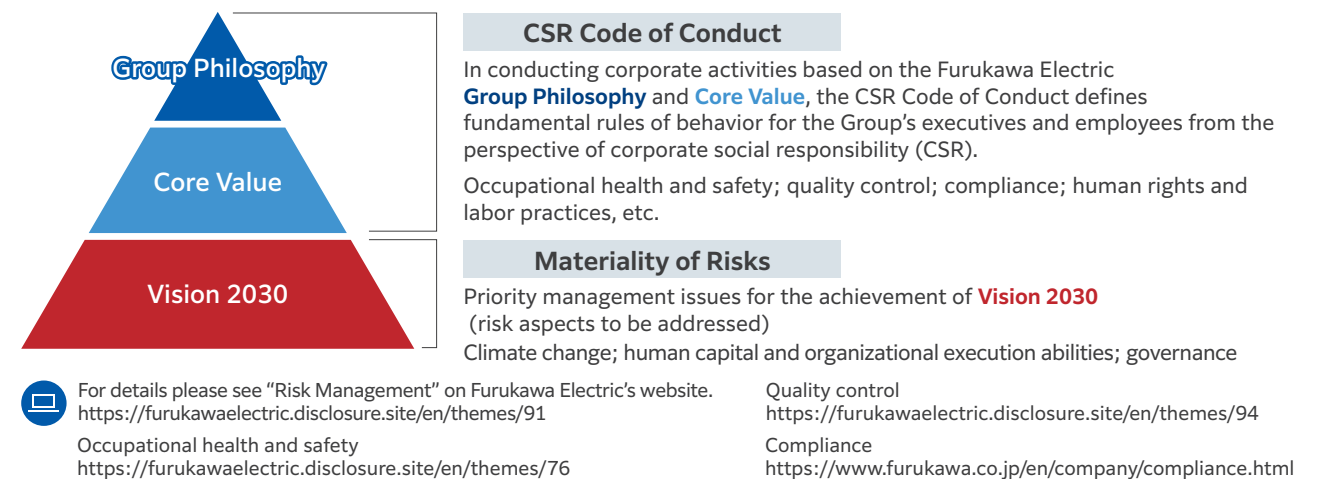 Group Philosophy
Core Value
Vision 2030
CSR Code of Conduct
In conducting corporate activities based on the Furukawa Electric
Group Philosophy and Core Value, the CSR Code of Conduct defines
fundamental rules of behavior for the Group's executives and employees from the
perspective of corporate social responsibility (CSR).
Occupational health and safety; quality control; compliance; human rights and
labor practices, etc.
Materiality of Risks
Priority management issues for the achievement of Vision 2030
(risk aspects to be addressed)
Climate change; human capital and organizational execution abilities; governance
For details please see “Risk Management” on Furukawa Electric's website.
https://furukawaelectric.disclosure.site/en/themes/91
Occupational health and safety
https://furukawaelectric.disclosure.site/en/themes/76
Quality control
https://furukawaelectric.disclosure.site/en/themes/94
Compliance
https://www.furukawa.co.jp/en/company/compliance.html